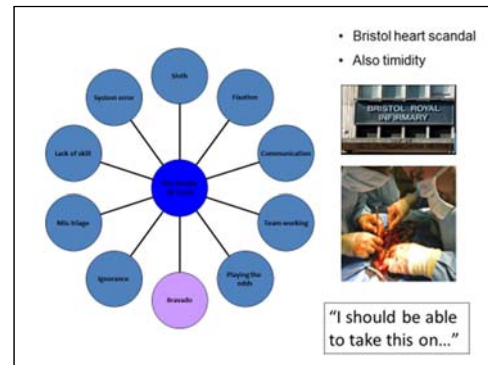 Sloth
Fixation
Communication
Team working
Playing the odds
Bravado
Ignorance
Mis triage
Lack of skill
System error
• Bristol heart scandal
• Also timidity
BRISTOL ROYAL
INFIRMARY
“I should be able
to take this on...”